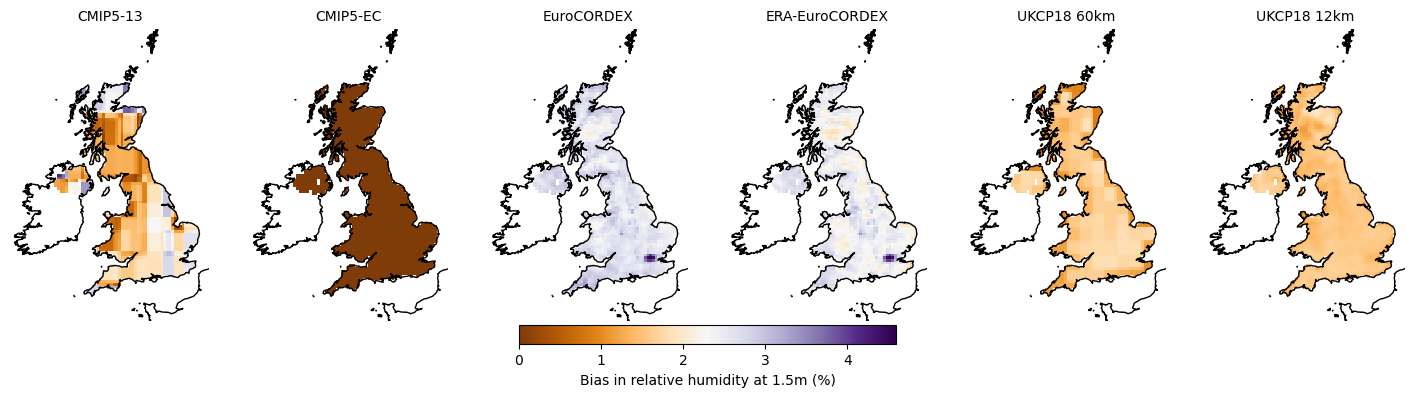 CMIP5-13 CMIP5-EC EuroCORDEX ERA-EuroCORDEX UKCP18 60km UKCP18 12km
0 1 2 3 4
Bias in relative humidity at 1.5m (%)